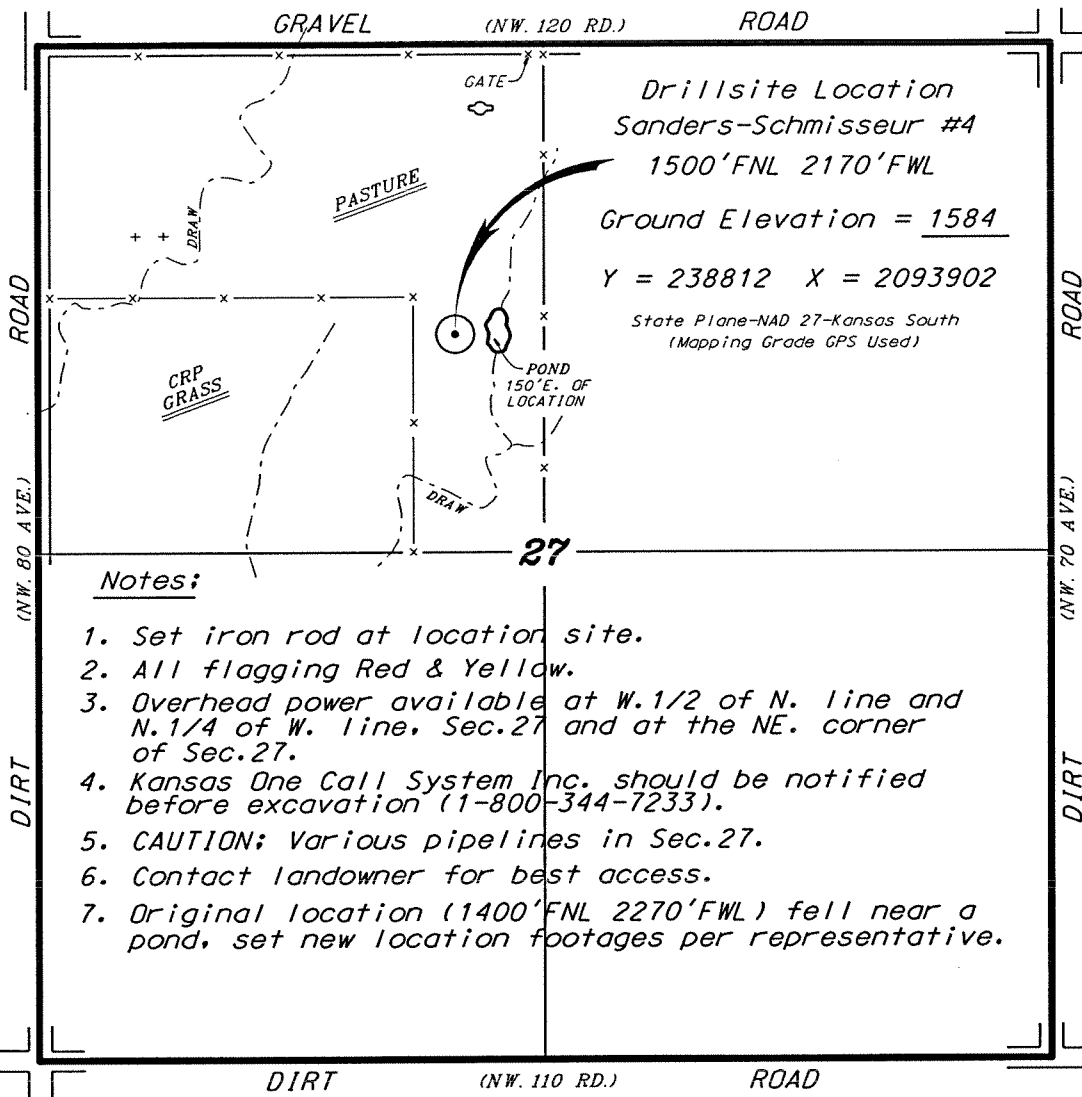 GRAVEL (NW. 120 RD.) ROAD
GATE
Drillsite Location
Sanders-Schmisseur #4
1500'FNL 2170'FWL
Ground Elevation = 1584
Y = 238812 X = 2093902
State Plane-NAD 27-Kansas South
(Mapping Grade GPS Used)
PASTURE
DRAW
CRP
GRASS
POND
150'E. OF
LOCATION
DRAW
27
ROAD
(NW. 80 AVE.)
DIRT
ROAD
(NW. 70 AVE.)
DIRT
Notes:
1. Set iron rod at location site.
2. All flagging Red & Yellow.
3. Overhead power available at W.1/2 of N. line and
N.1/4 of W. line, Sec.27 and at the NE. corner
of Sec.27.
4. Kansas One Call System Inc. should be notified
before excavation (1-800-344-7233).
5. CAUTION: Various pipelines in Sec.27.
6. Contact landowner for best access.
7. Original location (1400'FNL 2270'FWL) fell near a
pond, set new location footages per representative.
DIRT (NW. 110 RD.) ROAD